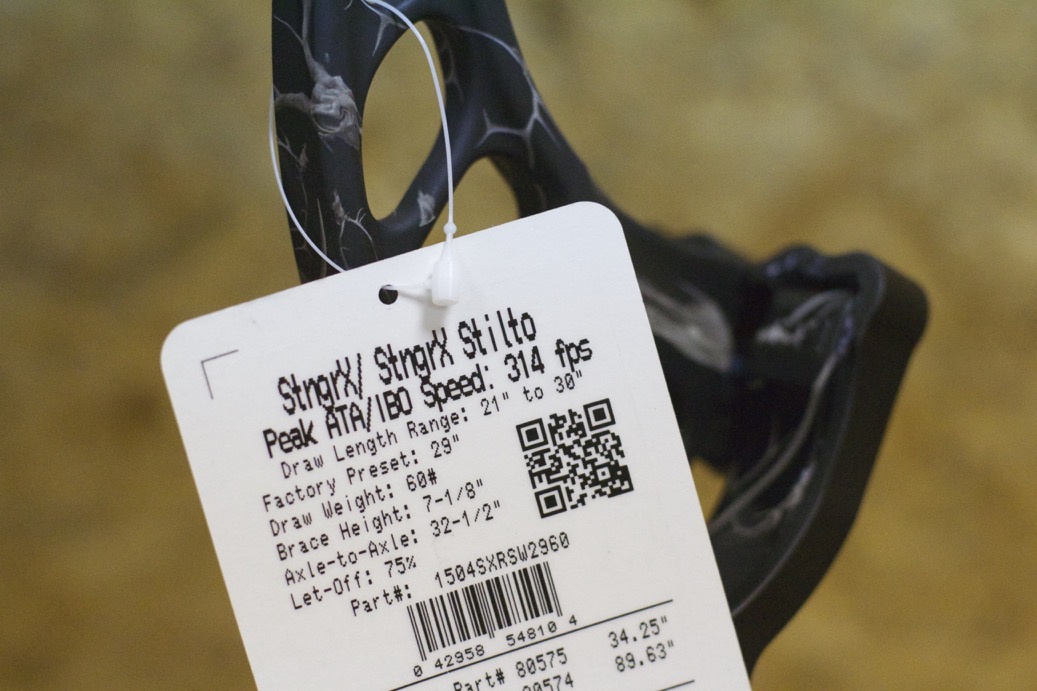 StngrX/ StngrX Stilto
Peak ATA/IBO Speed: 314 fps
Draw Length Range: 21" to 30"
Factory Preset: 29"
Draw Weight: 60#
Brace Height: 7-1/8"
Axle-to-Axle: 32-1/2"
Let-Off: 75%
Part#: 1504SXRSW2960
0 42958 54810 4
Part# 80575 34.25"
80574 89.63"